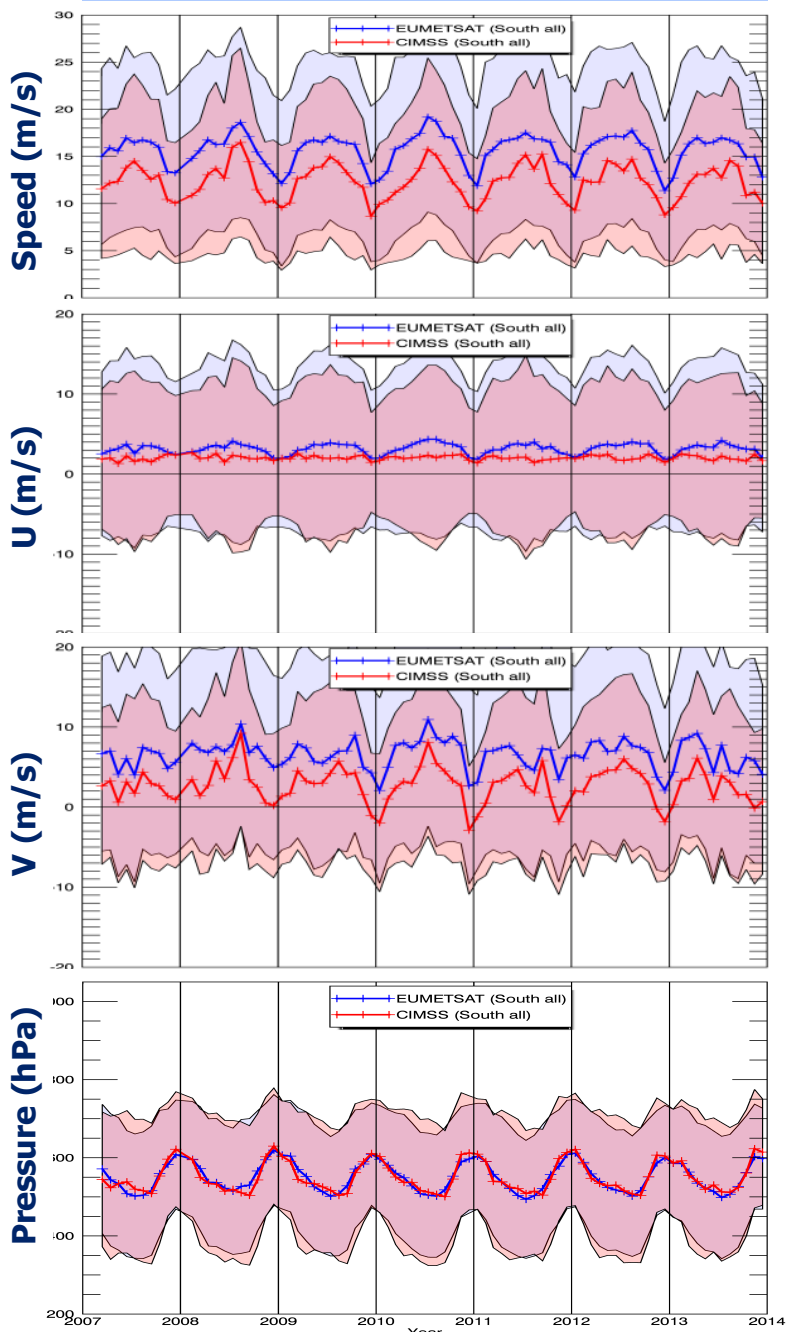 Speed (m/s)
30
25
20
15
10
5
EUMETSAT (South all)
CIMSS (South all)
U (m/s)
20
10
0
10
EUMETSAT (South all)
CIMSS (South all)
V (m/s)
20
10
0
-10
-20
EUMETSAT (South all)
CIMSS (South all)
Pressure (hPa)
200
EUMETSAT (South all)
CIMSS (South all)
2007 2008 2009 2010 2011 2012 2013 2014